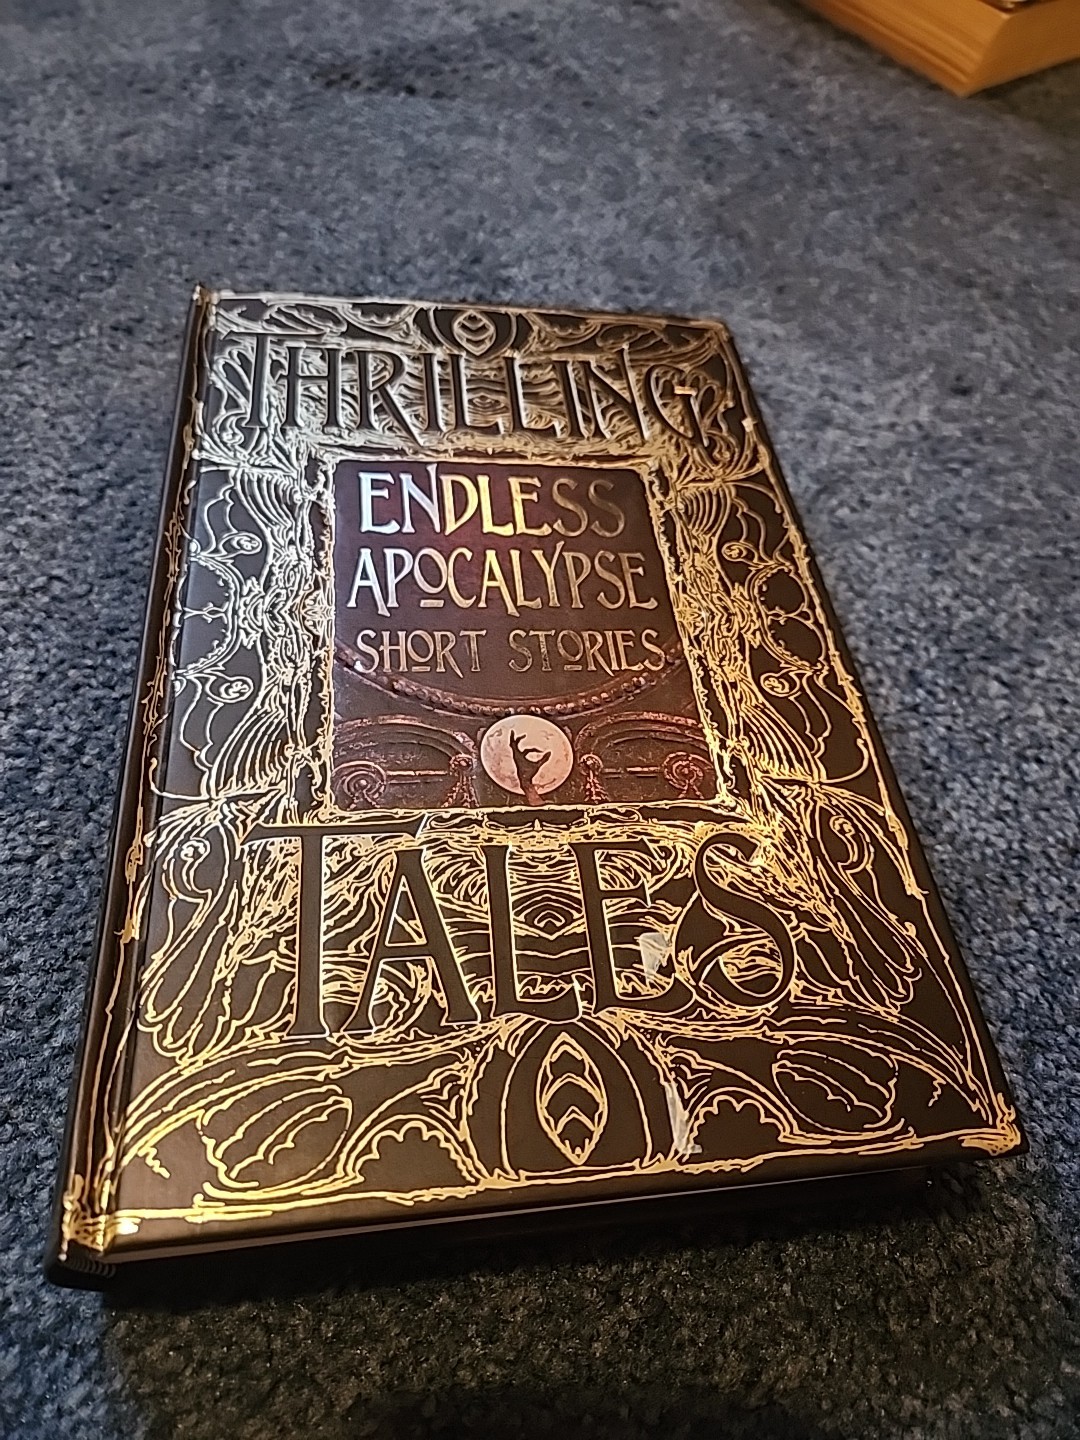 THRILLING
ENDLESS
APOCALYPSE
SHORT STORIES
TALES